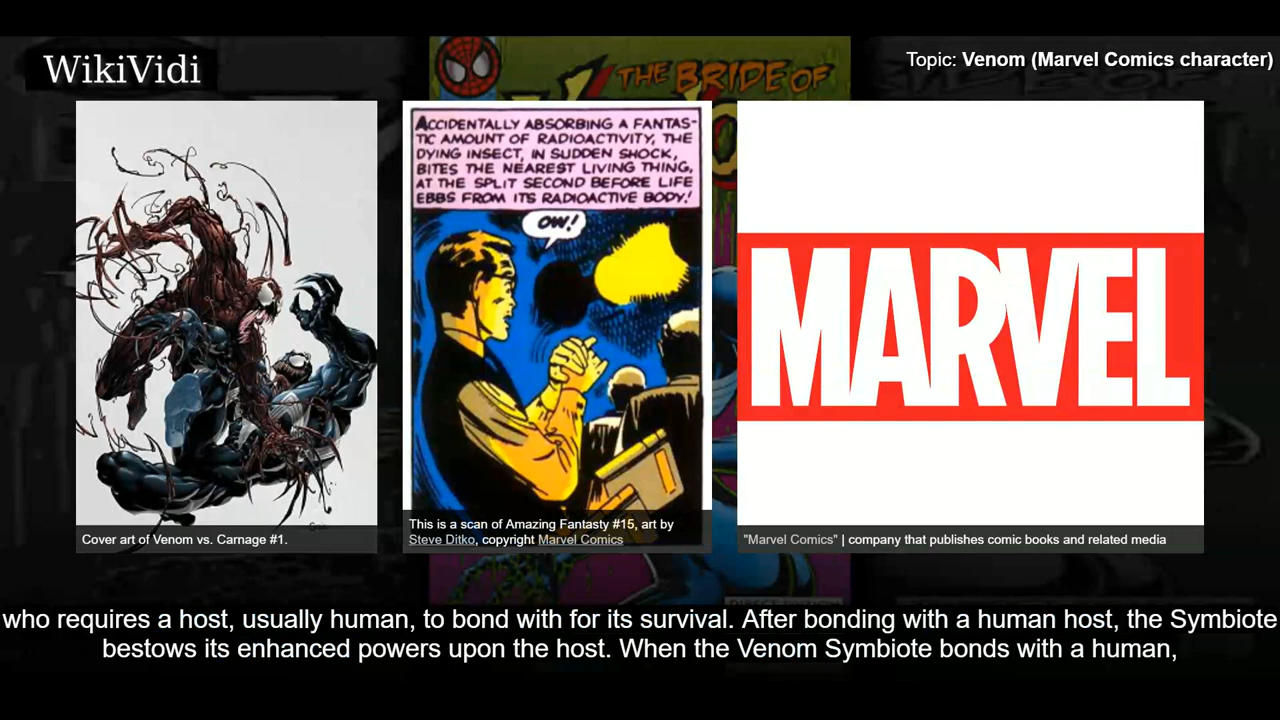 WikiVidi
Topic: Venom (Marvel Comics character)
THE BRIDE OF
ACCIDENTALLY ABSORBING A FANTAS-
TIC AMOUNT OF RADIOACTIVITY, THE
DYING INSECT, IN SUDDEN SHOCK,
BITES THE NEAREST LIVING THING,
AT THE SPLIT SECOND BEFORE LIFE
EBBS FROM ITS RADIOACTIVE BODY!
OW!
MARVEL
Cover art of Venom vs. Carnage #1.
This is a scan of Amazing Fantasty #15, art by
Steve Ditko, copyright Marvel Comics
"Marvel Comics" | company that publishes comic books and related media
who requires a host, usually human, to bond with for its survival. After bonding with a human host, the Symbiote
bestows its enhanced powers upon the host. When the Venom Symbiote bonds with a human,